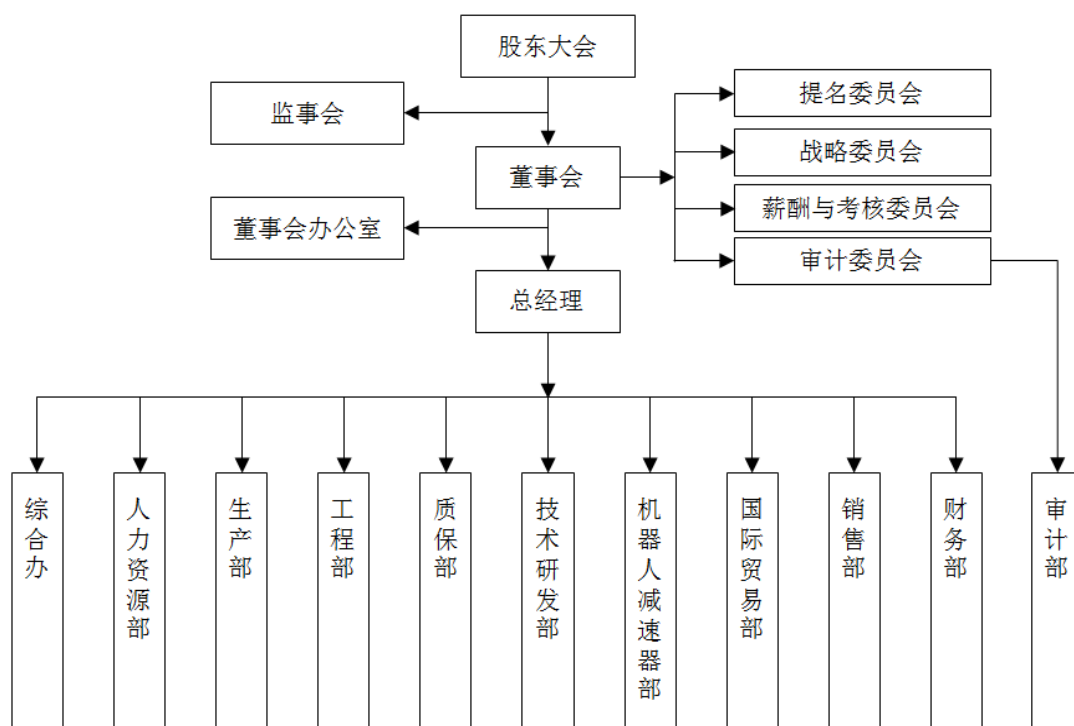 股东大会
监事会
提名委员会
战略委员会
董事会
薪酬与考核委员会
董事会办公室
审计委员会
总经理
综合办
人力资源部
生产部
工程部
质保部
技术研发部
机器人减速器部
国际贸易部
销售部
财务部
审计部